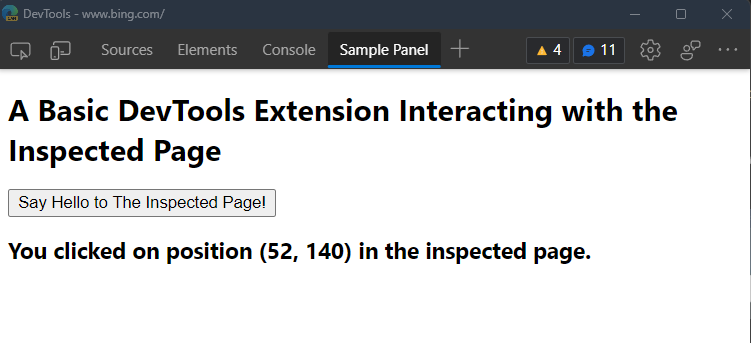 DevTools - www.bing.com/
Sources Elements Console Sample Panel 4 11
A Basic DevTools Extension Interacting with the
Inspected Page
Say Hello to The Inspected Page!
You clicked on position (52, 140) in the inspected page.